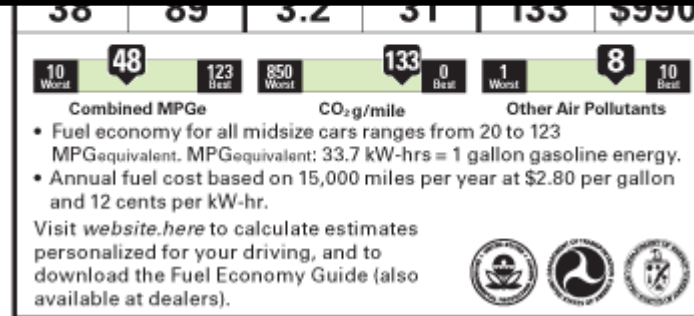 38 89 3.2 31 133 $990
48 133 8
10 Worst 123 Best 850 Worst 0 Best 1 Worst 10 Best
Combined MPGe CO₂ g/mile Other Air Pollutants
• Fuel economy for all midsize cars ranges from 20 to 123
MPGequivalent. MPGequivalent: 33.7 kW-hrs = 1 gallon gasoline energy.
• Annual fuel cost based on 15,000 miles per year at $2.80 per gallon
and 12 cents per kW-hr.
Visit website.here to calculate estimates
personalized for your driving, and to
download the Fuel Economy Guide (also
available at dealers).